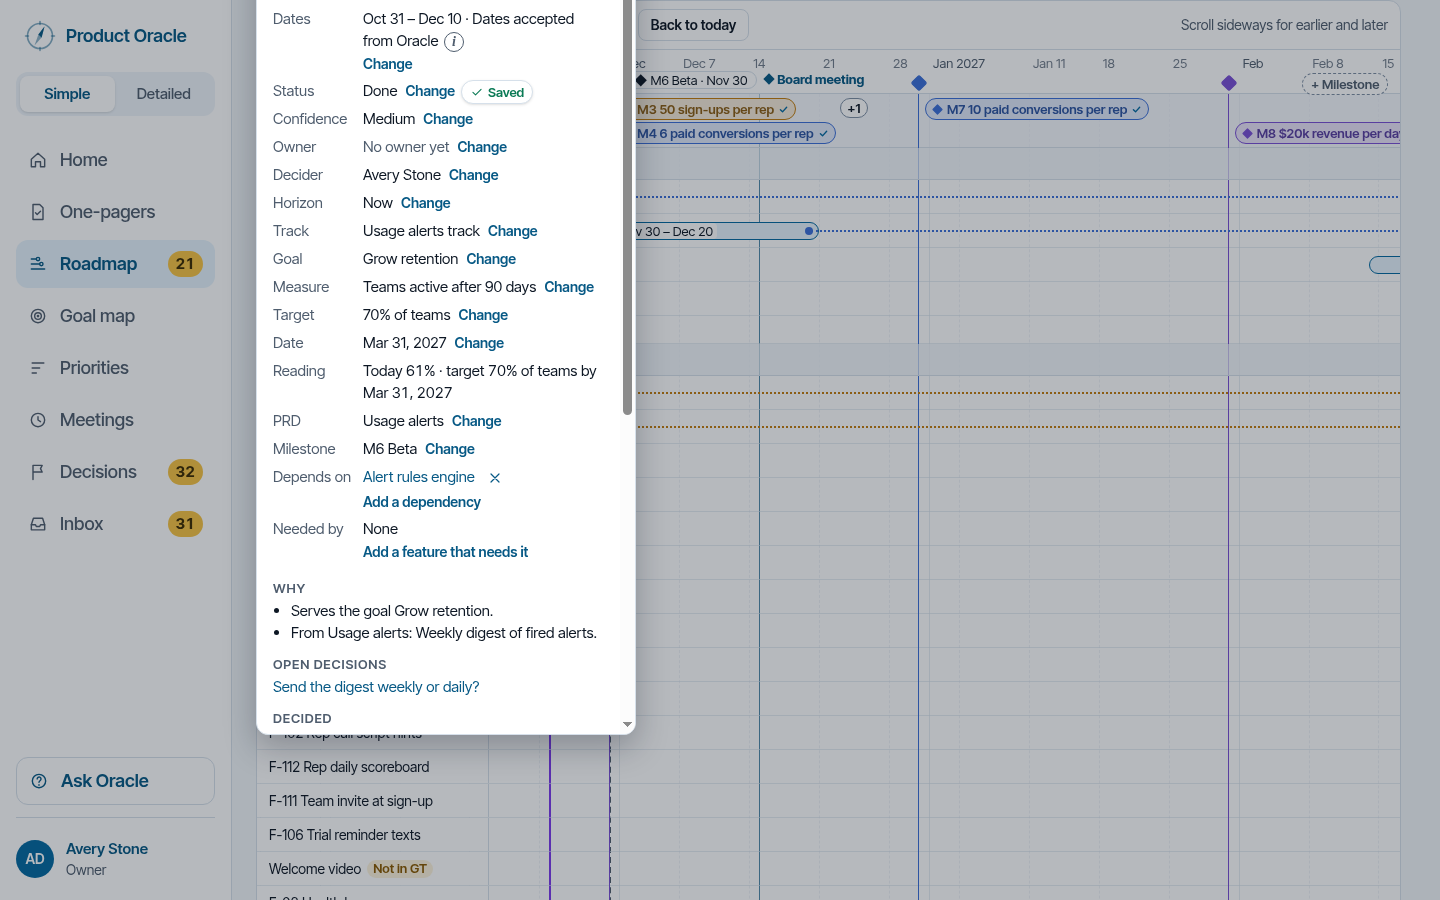 Product Oracle
Simple
Detailed
Home
One-pagers
Roadmap
21
Goal map
Priorities
Meetings
Decisions
32
Inbox
31
Ask Oracle
AD
Avery Stone
Owner
Dates
Oct 31 – Dec 10 · Dates accepted
from Oracle i
Change
Status
Done Change Saved
Confidence
Medium Change
Owner
No owner yet Change
Decider
Avery Stone Change
Horizon
Now Change
Track
Usage alerts track Change
Goal
Grow retention Change
Measure
Teams active after 90 days Change
Target
70% of teams Change
Date
Mar 31, 2027 Change
Reading
Today 61% · target 70% of teams by
Mar 31, 2027
PRD
Usage alerts Change
Milestone
M6 Beta Change
Depends on
Alert rules engine
Add a dependency
Needed by
None
Add a feature that needs it
WHY
• Serves the goal Grow retention.
• From Usage alerts: Weekly digest of fired alerts.
OPEN DECISIONS
Send the digest weekly or daily?
DECIDED
Back to today
Scroll sideways for earlier and later
Dec 7
14
21
28
Jan 2027
Jan 11
18
25
Feb
Feb 8
15
M6 Beta · Nov 30
Board meeting
+ Milestone
M3 50 sign-ups per rep
+1
M7 10 paid conversions per rep
M4 6 paid conversions per rep
M8 $20k revenue per
30 – Dec 20
F-112 Rep daily scoreboard
F-111 Team invite at sign-up
F-106 Trial reminder texts
Welcome video Not in GT